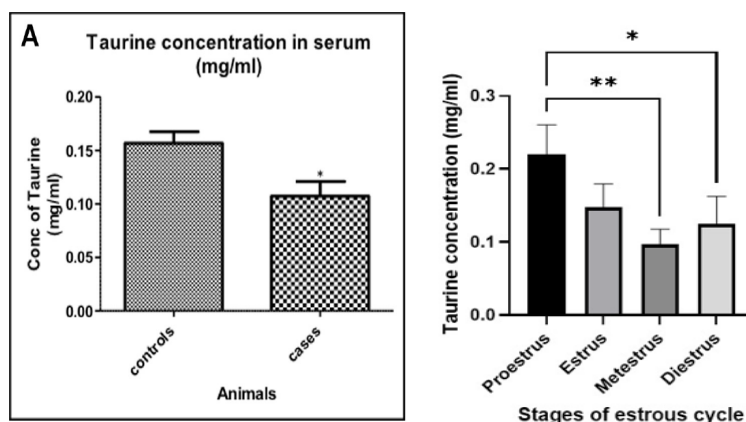 A
Taurine concentration in serum
(mg/ml)
Conc of Taurine
(mg/ml)
0.20
0.15
0.10
0.05
0.00
*
controls
cases
Animals
Taurine concentration (mg/ml)
0.3
0.2
0.1
0.0
*
**
Proestrus
Estrus
Metestrus
Diestrus
Stages of estrous cycle